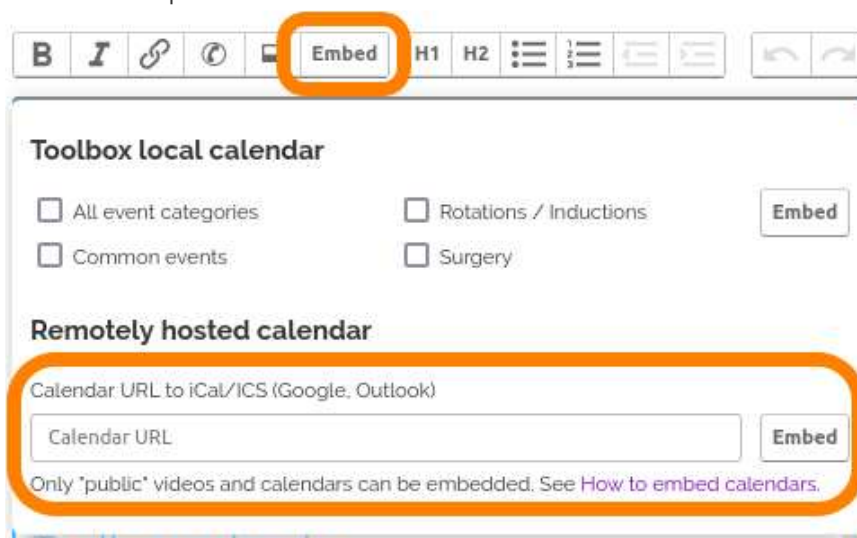 B I Embed H1 H2
Toolbox local calendar
All event categories Rotations / Inductions Embed
Common events Surgery
Remotely hosted calendar
Calendar URL to iCal/ICS (Google, Outlook)
Calendar URL Embed
Only "public" videos and calendars can be embedded. See How to embed calendars.